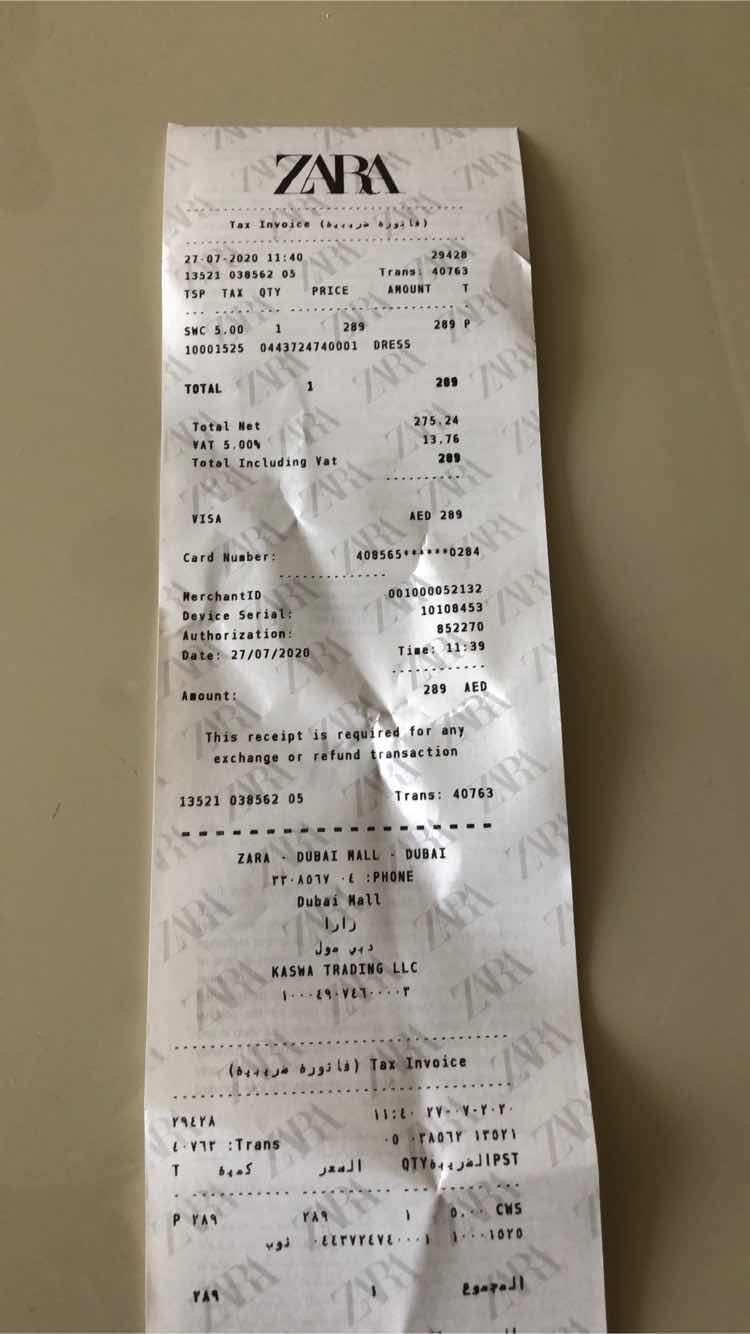 ZARA
Tax Invoice (فاتورة ضريبية)
27-07-2020 11:40 29428
13521 038562 05 Trans: 40763
TSP TAX QTY PRICE AMOUNT T
SWC 5.00 1 289 289 P
10001525 0443724740001 DRESS
TOTAL 1 289
Total Net 275.24
VAT 5.00% 13.76
Total Including Vat 289
VISA AED 289
Card Number: 408565******0284
MerchantID 001000052132
Device Serial: 10108453
Authorization: 852270
Date: 27/07/2020 Time: 11:39
Amount: 289 AED
This receipt is required for any
exchange or refund transaction
13521 038562 05 Trans: 40763
ZARA - DUBAI MALL - DUBAI
٣٣٠٨٥٦٧ ٠٤ :PHONE
Dubai Mall
زارا
دبي مول
KASWA TRADING LLC
١٠٠٠٤٩٠٧٤٦٠٠٠٠٣
(فاتورة ضريبية) Tax Invoice
٢٩٤٢٨ ١١:٤٠ ٢٧-٠٧-٢٠٢٠
٤٠٧٦٣ :Trans ٠٥ ٠٣٨٥٦٢ ١٣٥٢١
T كمية السعر QTYالضريبةPST
P ٢٨٩ ٢٨٩ ١ ٥.٠٠ CWS
ثوب ٠٤٤٣٧٢٤٧٤٠٠٠١ ١٠٠٠١٥٢٥
٢٨٩ ١ المجموع